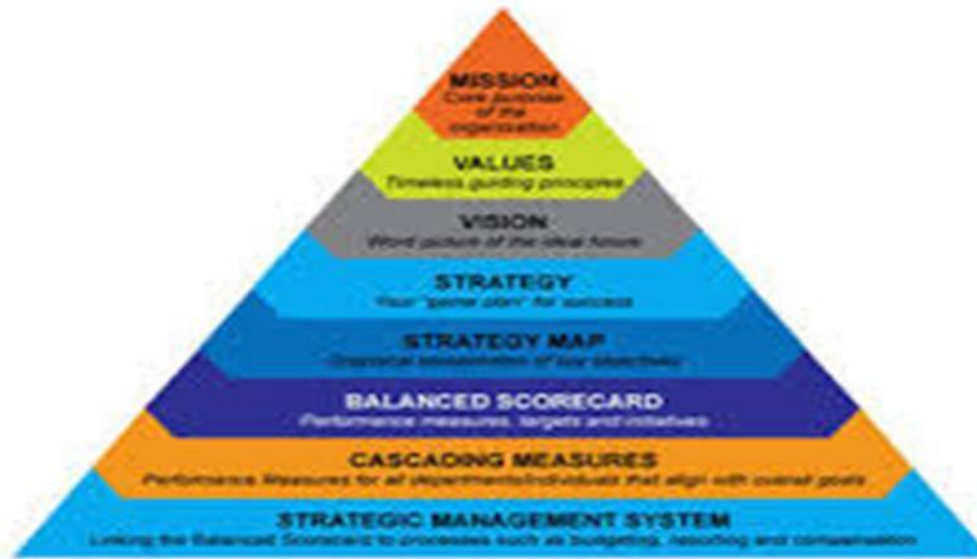 MISSION
Core purpose
of the
organization
VALUES
Timeless guiding principles
VISION
Word picture of the ideal future
STRATEGY
Your "game plan" for success
STRATEGY MAP
Graphical presentation of key objectives
BALANCED SCORECARD
Performance measures, targets and initiatives
CASCADING MEASURES
Performance Measures for all departments/individuals that align with overall goals
STRATEGIC MANAGEMENT SYSTEM
Linking the Balanced Scorecard to processes such as budgeting, reporting and compensation